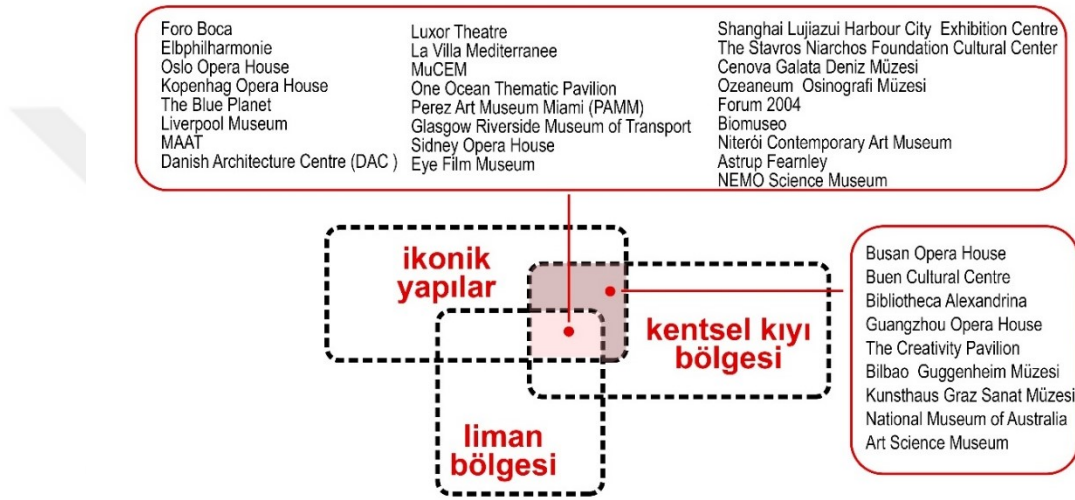 Foro Boca
Elbphilharmonie
Oslo Opera House
Kopenhag Opera House
The Blue Planet
Liverpool Museum
MAAT
Danish Architecture Centre (DAC )
Luxor Theatre
La Villa Mediterranee
MuCEM
One Ocean Thematic Pavilion
Perez Art Museum Miami (PAMM)
Glasgow Riverside Museum of Transport
Sidney Opera House
Eye Film Museum
Shanghai Lujiazui Harbour City Exhibition Centre
The Stavros Niarchos Foundation Cultural Center
Cenova Galata Deniz Müzesi
Ozeaneum Osinografi Müzesi
Forum 2004
Biomuseo
Niterói Contemporary Art Museum
Astrup Fearnley
NEMO Science Museum
ikonik
yapılar
kentsel kıyı
bölgesi
liman
bölgesi
Busan Opera House
Buen Cultural Centre
Bibliotheca Alexandrina
Guangzhou Opera House
The Creativity Pavilion
Bilbao Guggenheim Müzesi
Kunsthaus Graz Sanat Müzesi
National Museum of Australia
Art Science Museum